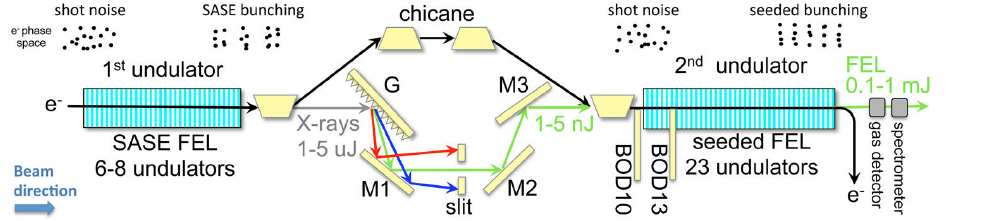 shot noise
SASE bunching
chicane
shot noise
seeded bunching
e- phase
space
1st undulator
2nd undulator
FEL
0.1-1 mJ
G
M3
e-
X-rays
1-5 uJ
1-5 nJ
SASE FEL
6-8 undulators
M1
M2
slit
BOD10
BOD13
seeded FEL
23 undulators
e-
gas detector
spectrometer
Beam
direction